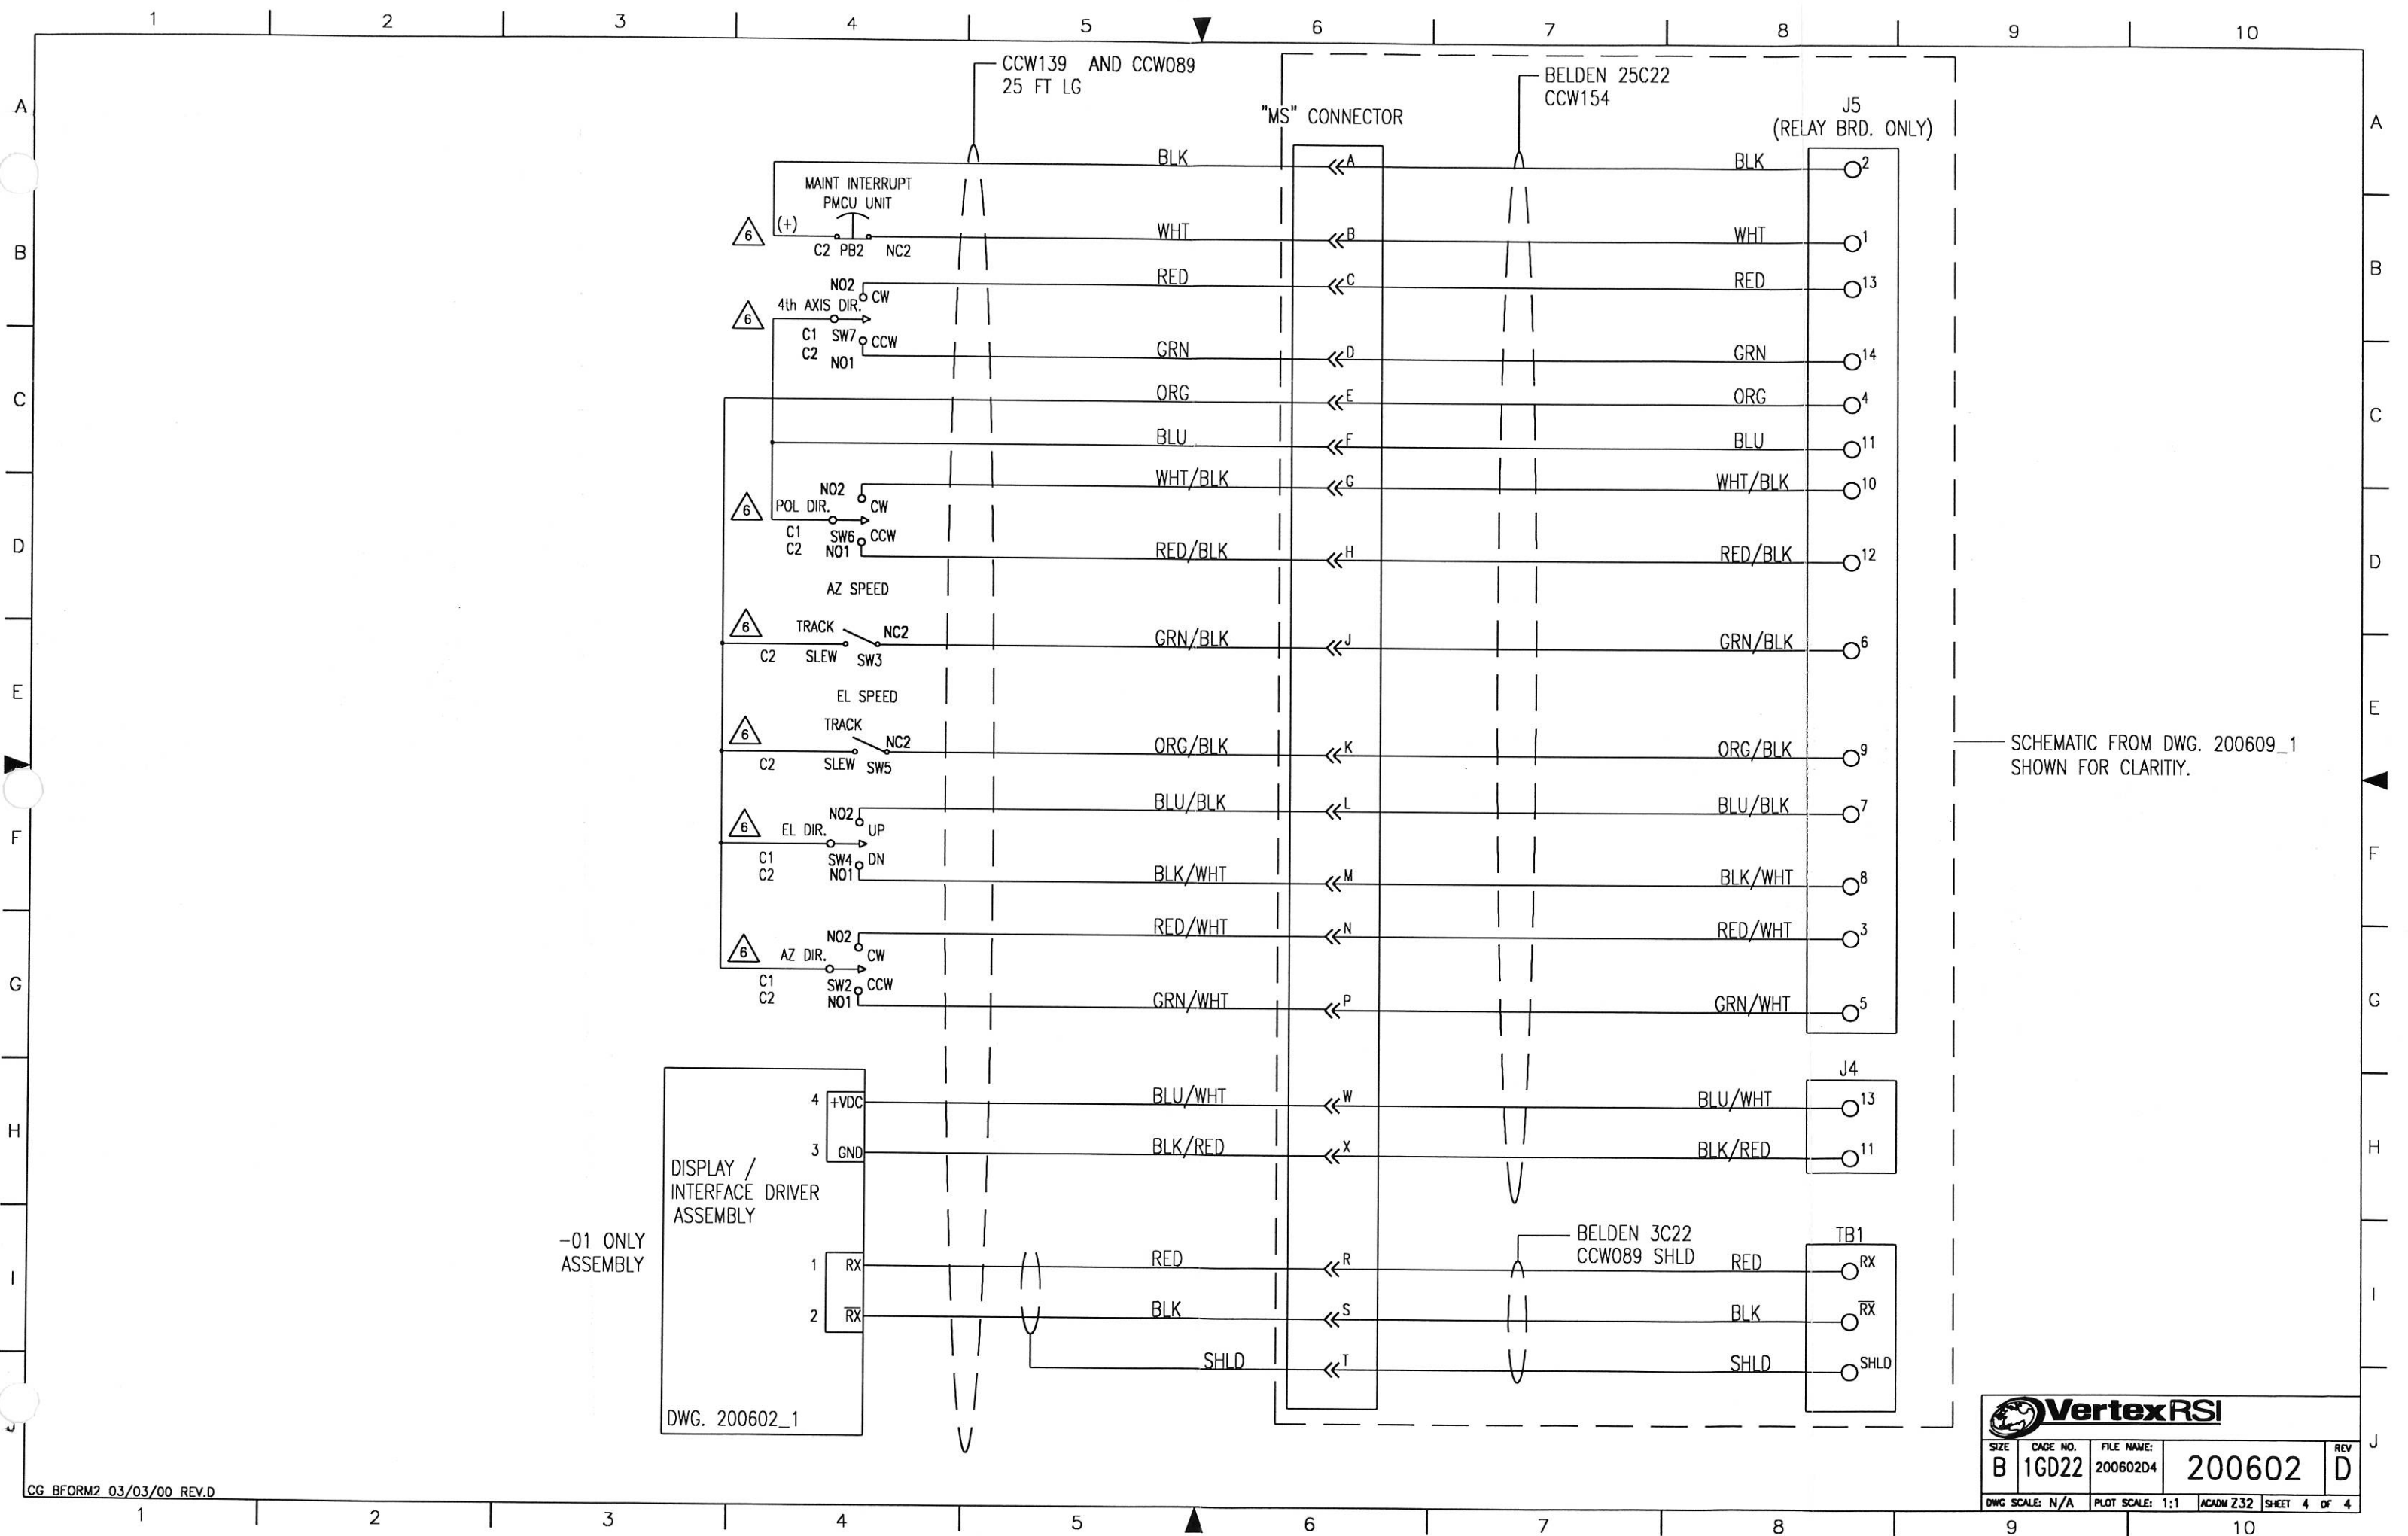 1 2 3 4 5 6 7 8 9 10
CCW139 AND CCW089
25 FT LG
BELDEN 25C22
CCW154
A
"MS" CONNECTOR
J5
(RELAY BRD. ONLY)
A
BLK A BLK 2
MAINT INTERRUPT
PMCU UNIT
B
6 (+) WHT B WHT 1
C2 PB2 NC2
B
RED C RED 13
NO2
4th AXIS DIR. CW
6
C1 SW7 CCW
C2 NO1
GRN D GRN 14
C
ORG E ORG 4
C
BLU F BLU 11
WHT/BLK G WHT/BLK 10
NO2
6 POL DIR. CW
C1 SW6 CCW
C2 NO1
D
RED/BLK H RED/BLK 12
D
AZ SPEED
6 TRACK NC2
GRN/BLK J GRN/BLK 6
C2 SLEW SW3
E
EL SPEED
E
TRACK
6 NC2
ORG/BLK K ORG/BLK 9
C2 SLEW SW5
SCHEMATIC FROM DWG. 200609_1
SHOWN FOR CLARITIY.
BLU/BLK L BLU/BLK 7
NO2
6 EL DIR. UP
F
C1 SW4 DN
C2 NO1
BLK/WHT M BLK/WHT 8
F
RED/WHT N RED/WHT 3
NO2
6 AZ DIR. CW
C1 SW2 CCW
C2 NO1
G
GRN/WHT P GRN/WHT 5
G
J4
4 +VDC BLU/WHT W BLU/WHT 13
H
3 GND BLK/RED X BLK/RED 11
H
DISPLAY /
INTERFACE DRIVER
ASSEMBLY
-01 ONLY
ASSEMBLY
BELDEN 3C22
CCW089 SHLD
TB1
I
1 RX RED R RED RX
2 R̅X̅ BLK S BLK R̅X̅
I
SHLD T SHLD SHLD
DWG. 200602_1
J
VertexRSI
J
SIZE CAGE NO. FILE NAME: REV
B 1GD22 200602D4 200602 D
DWG SCALE: N/A PLOT SCALE: 1:1 ACADM Z32 SHEET 4 OF 4
CG BFORM2 03/03/00 REV.D
1 2 3 4 5 6 7 8 9 10